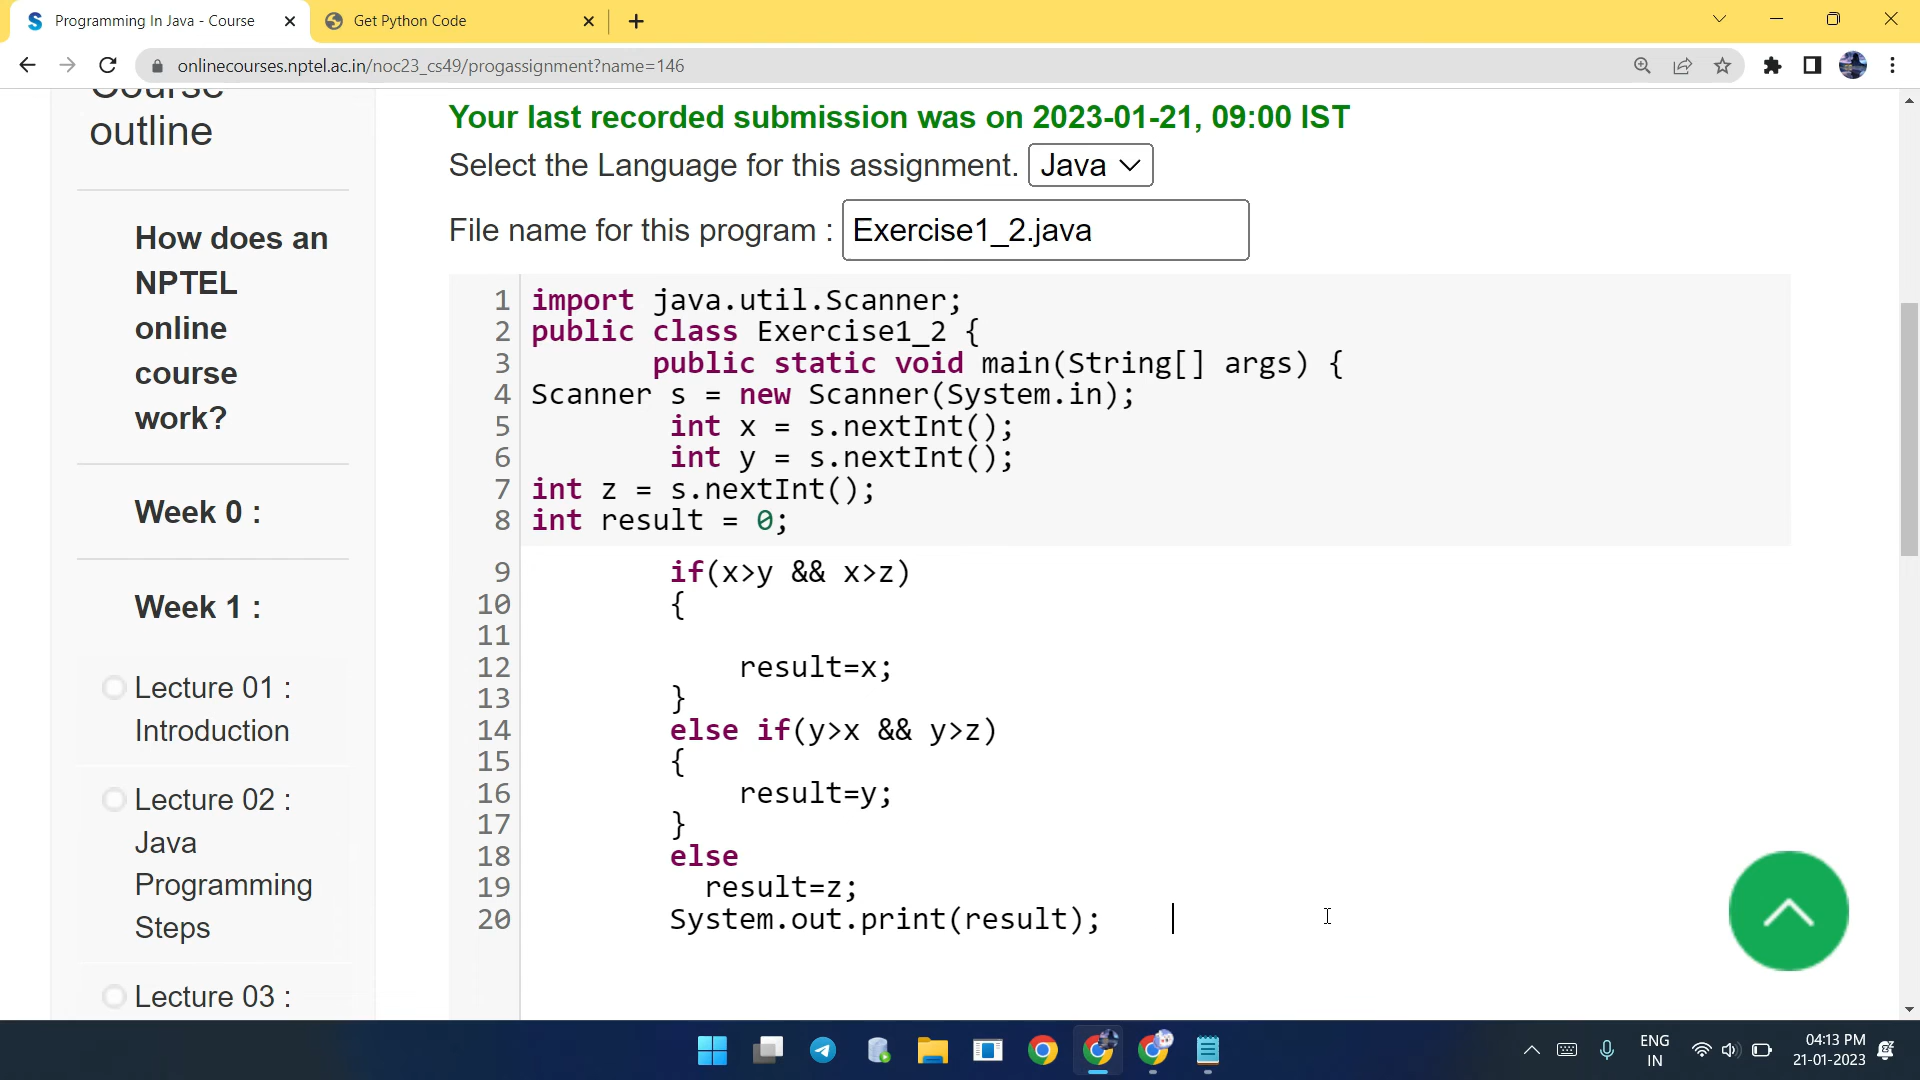 Programming In Java - Course
Get Python Code
onlinecourses.nptel.ac.in/noc23_cs49/progassignment?name=146
Course
outline
How does an
NPTEL
online
course
work?
Week 0 :
Week 1 :
Lecture 01 :
Introduction
Lecture 02 :
Java
Programming
Steps
Lecture 03 :
Your last recorded submission was on 2023-01-21, 09:00 IST
Select the Language for this assignment. Java
File name for this program : Exercise1_2.java
1 import java.util.Scanner;
2 public class Exercise1_2 {
3 public static void main(String[] args) {
4 Scanner s = new Scanner(System.in);
5 int x = s.nextInt();
6 int y = s.nextInt();
7 int z = s.nextInt();
8 int result = 0;
9 if(x>y && x>z)
10 {
11
12 result=x;
13 }
14 else if(y>x && y>z)
15 {
16 result=y;
17 }
18 else
19 result=z;
20 System.out.print(result);
ENG
IN
04:13 PM
21-01-2023